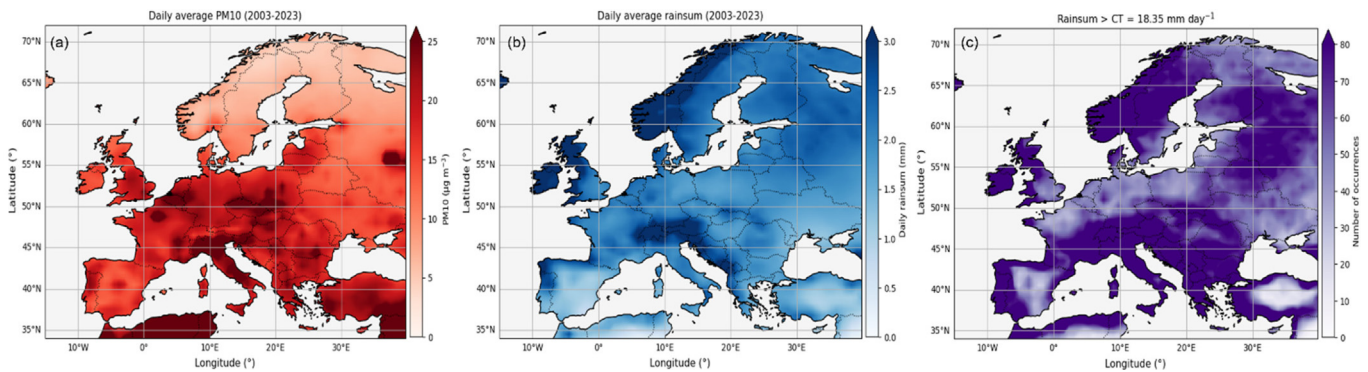 Daily average PM10 (2003-2023)
(a)
70°N
65°N
60°N
55°N
50°N
45°N
40°N
35°N
10°W 0° 10°E 20°E 30°E
Latitude (°)
Longitude (°)
25
20
15
10
5
0
PM10 (µg m⁻²)
Daily average rainsum (2003-2023)
(b)
70°N
65°N
60°N
55°N
50°N
45°N
40°N
35°N
10°W 0° 10°E 20°E 30°E
Latitude (°)
Longitude (°)
3.0
2.5
2.0
1.5
1.0
0.5
0.0
Daily rainsum (mm)
Rainsum > CT = 18.35 mm day⁻¹
(c)
70°N
65°N
60°N
55°N
50°N
45°N
40°N
35°N
10°W 0° 10°E 20°E 30°E
Latitude (°)
Longitude (°)
80
70
60
50
40
30
20
10
0
Number of occurrences